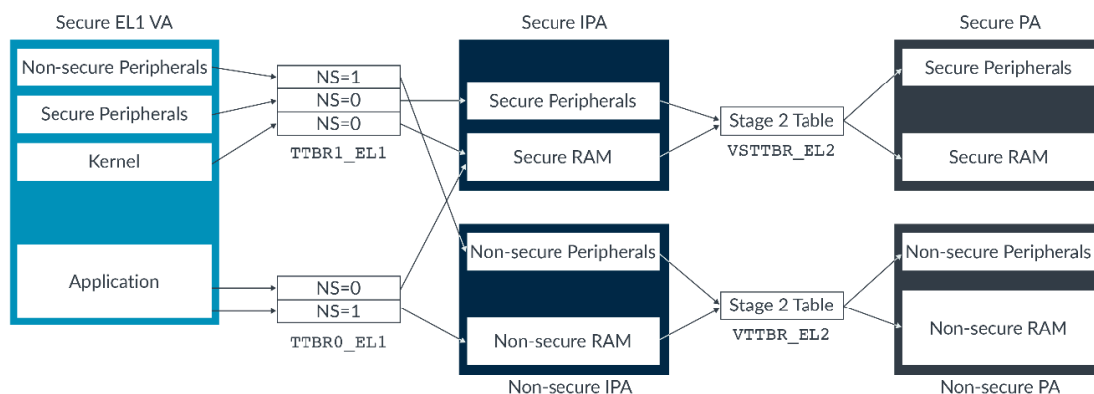 Secure EL1 VA
Non-secure Peripherals
Secure Peripherals
Kernel
Application
NS=1
NS=0
NS=0
TTBR1_EL1
NS=0
NS=1
TTBR0_EL1
Secure IPA
Secure Peripherals
Secure RAM
Non-secure Peripherals
Non-secure RAM
Non-secure IPA
Stage 2 Table
VSTTBR_EL2
Stage 2 Table
VTTBR_EL2
Secure PA
Secure Peripherals
Secure RAM
Non-secure Peripherals
Non-secure RAM
Non-secure PA